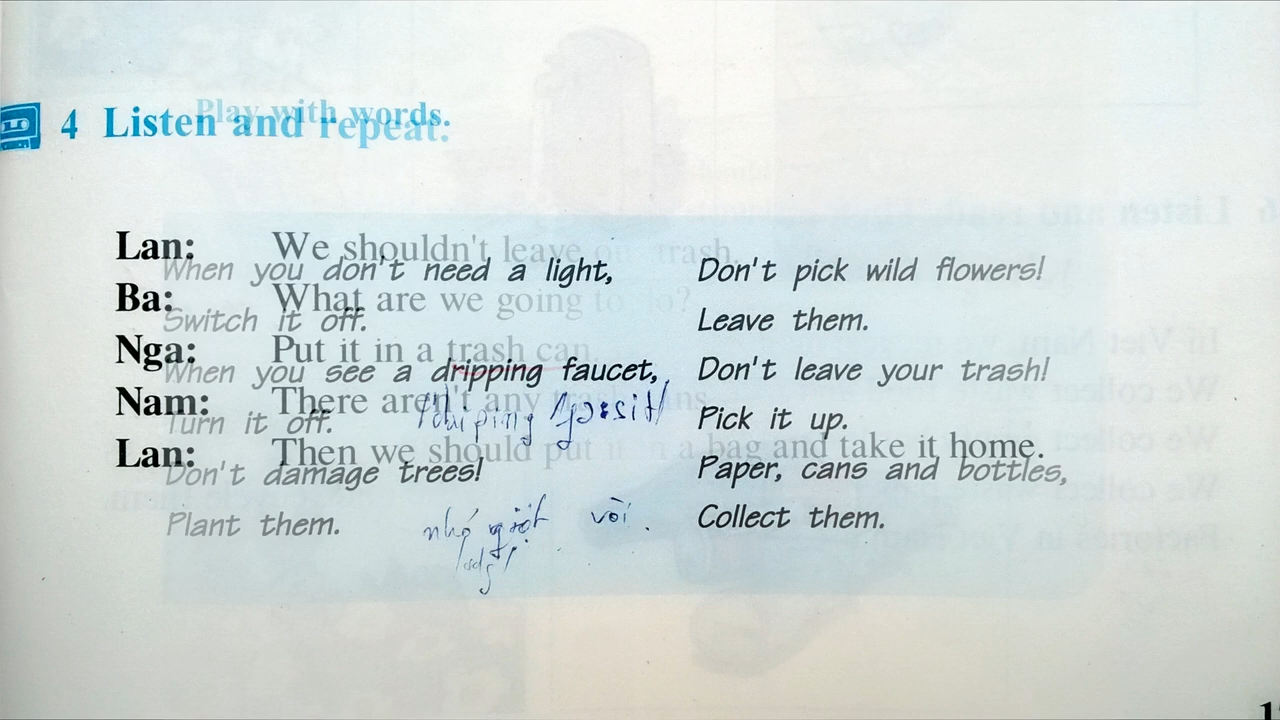 Play with words.
4 Listen and repeat:
Lan: We shouldn't leave our trash.
Ba: What are we going to do?
Nga: Put it in a trash can.
Nam: There aren't any trash cans
Lan: Then we should put it in a bag and take it home.
When you don't need a light,
Switch it off.
When you see a dripping faucet,
Turn it off.
Don't damage trees!
Plant them.
nhỏ giọt vòi
Don't pick wild flowers!
Leave them.
Don't leave your trash!
Pick it up.
Paper, cans and bottles,
Collect them.